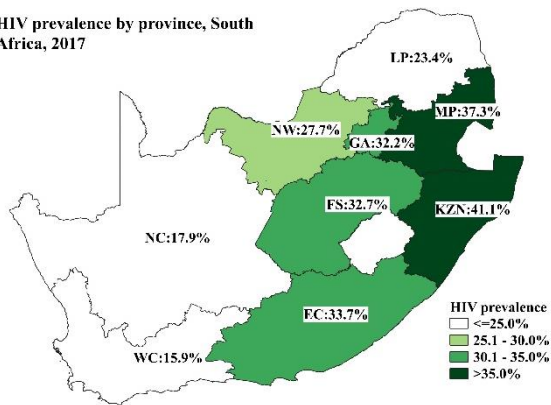 HIV prevalence by province, South
Africa, 2017
LP:23.4%
MP:37.3%
NW:27.7%
GA:32.2%
FS:32.7%
KZN:41.1%
NC:17.9%
EC:33.7%
WC:15.9%
HIV prevalence
<=25.0%
25.1 - 30.0%
30.1 - 35.0%
>35.0%